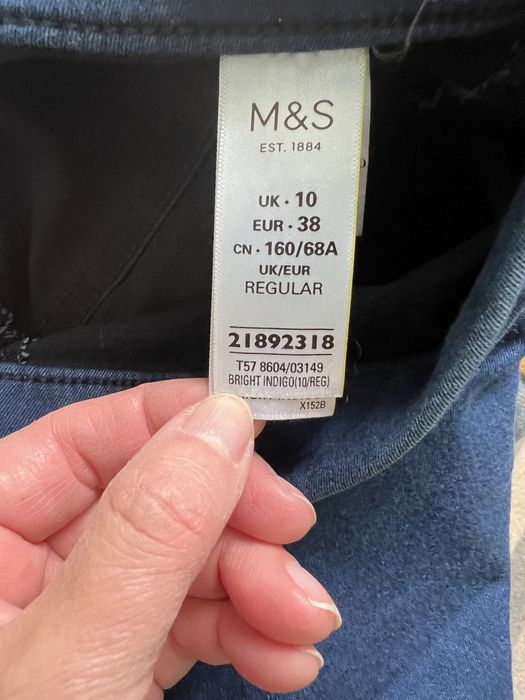 M&S
EST. 1884
UK • 10
EUR • 38
CN • 160/68A
UK/EUR
REGULAR
21892318
T57 8604/03149
BRIGHT INDIGO(10/REG)
X152B